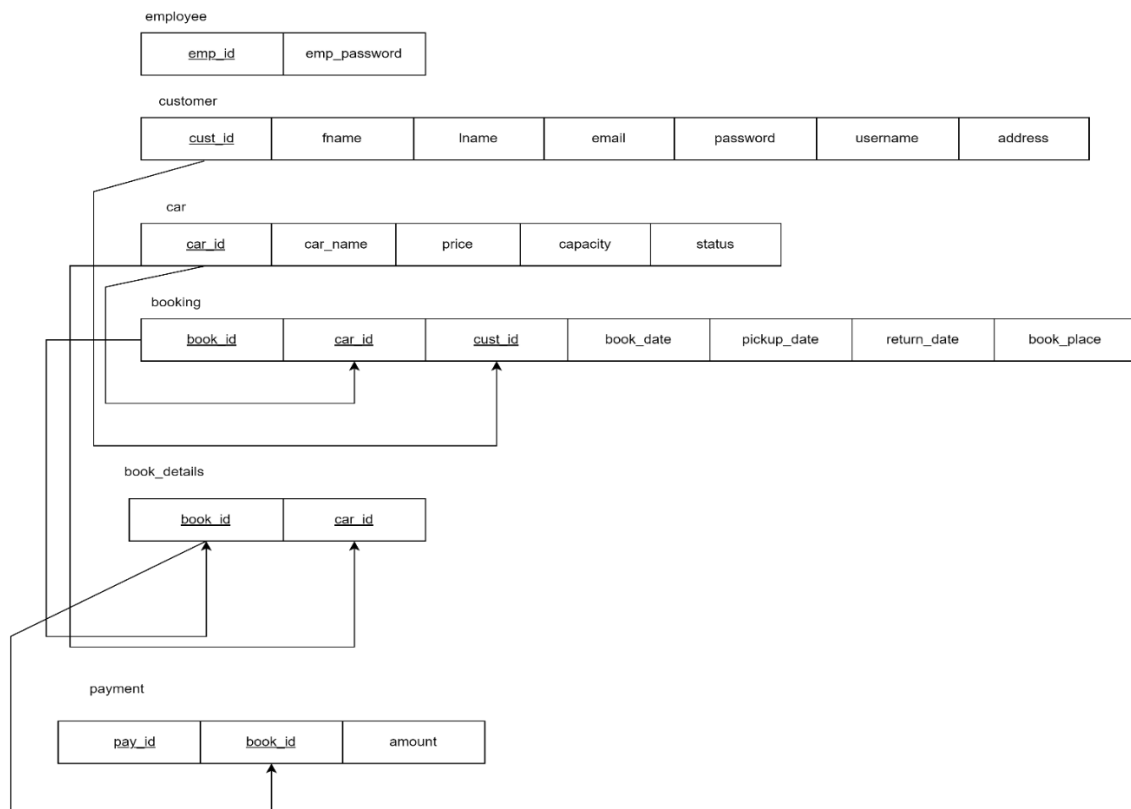 employee
emp_id emp_password
customer
cust_id fname lname email password username address
car
car_id car_name price capacity status
booking
book_id car_id cust_id book_date pickup_date return_date book_place
book_details
book_id car_id
payment
pay_id book_id amount